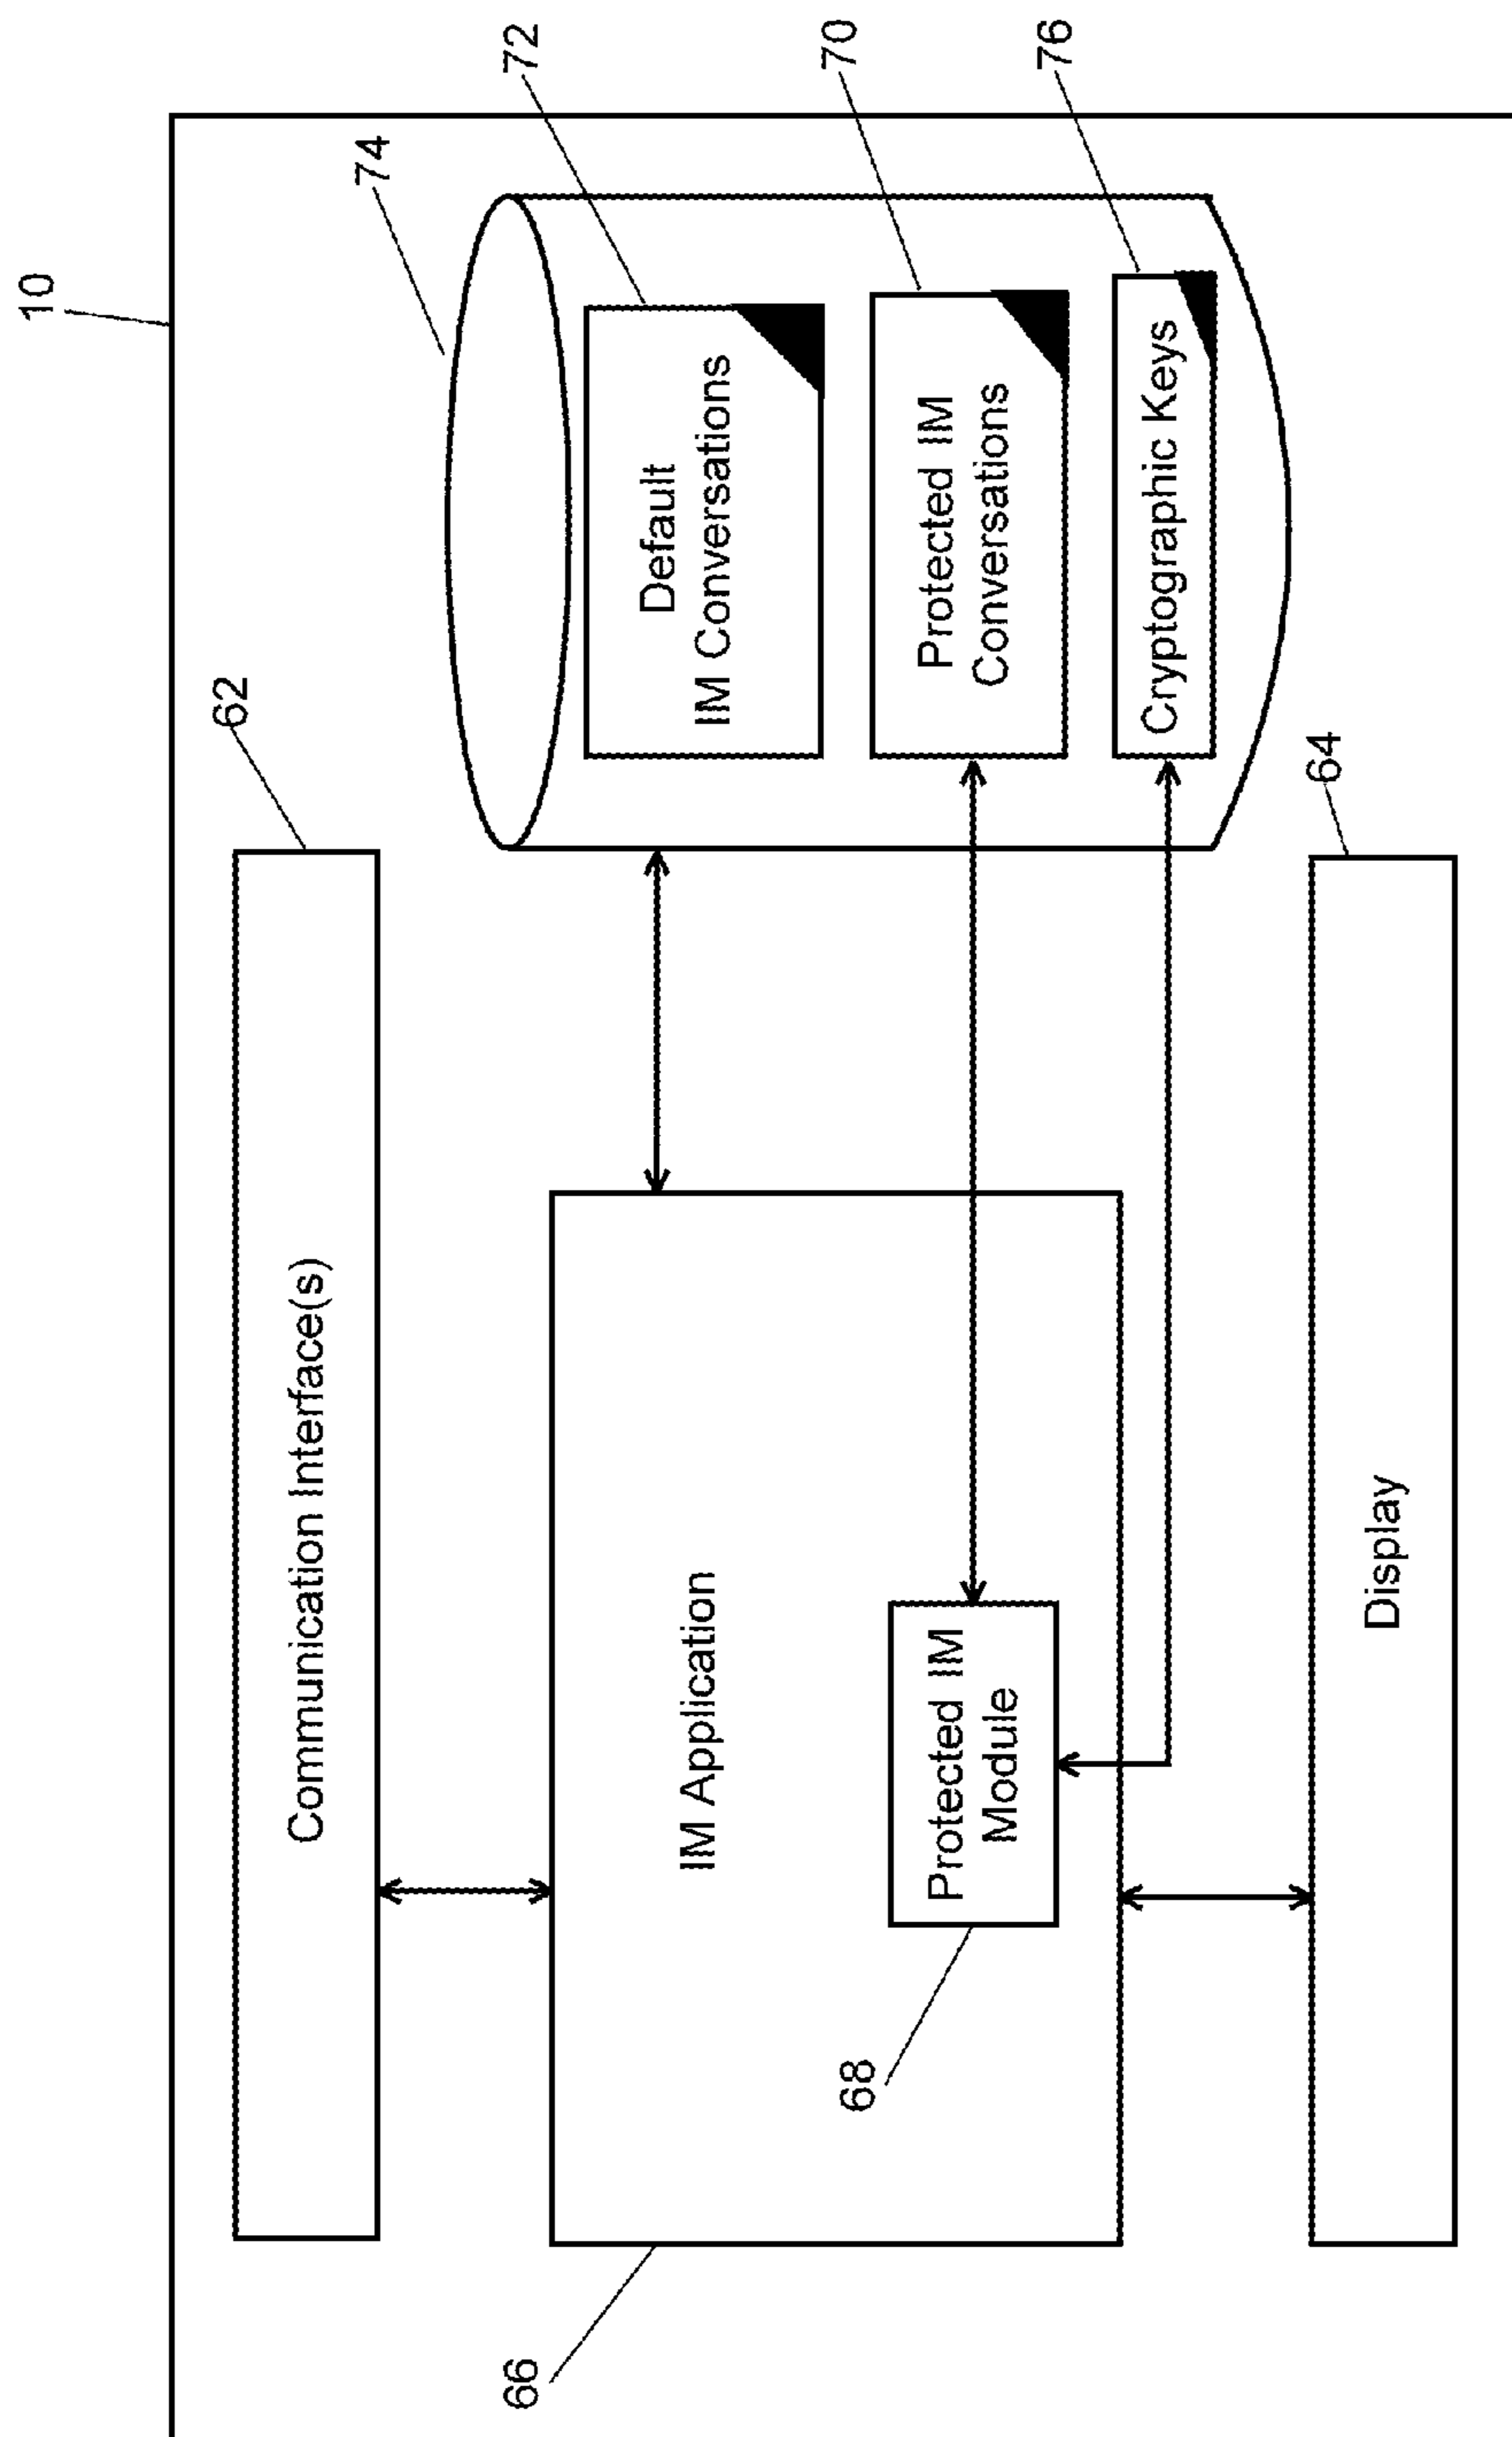 10
62
Communication Interface(s)
74
72
66
IM Application
Default
IM Conversations
70
68
Protected IM
Module
Protected IM
Conversations
76
Cryptographic Keys
64
Display